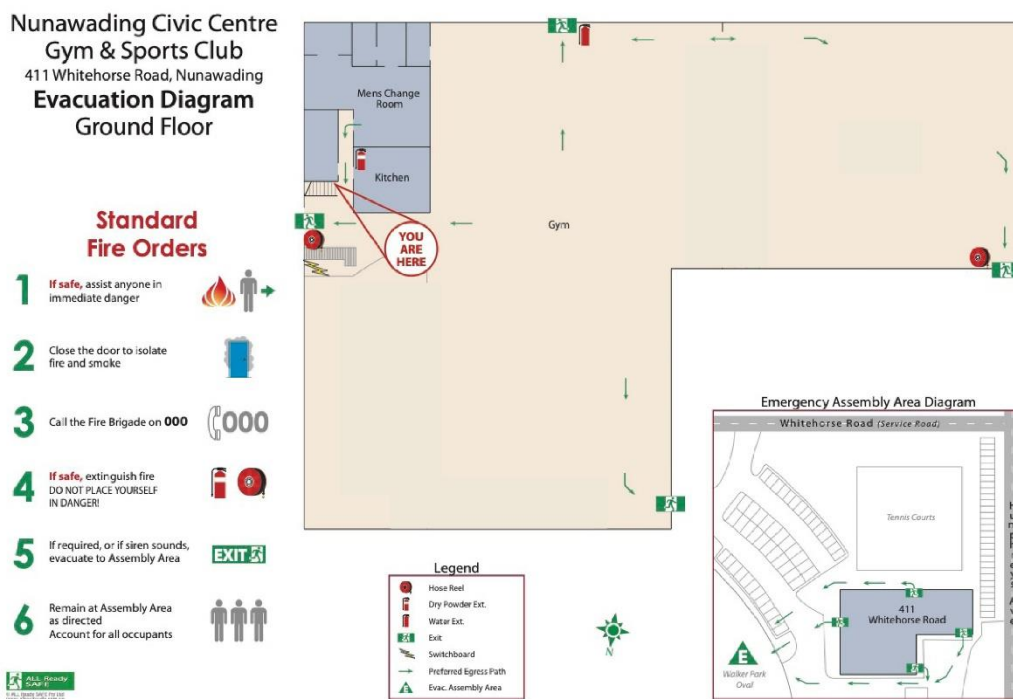 Nunawading Civic Centre
Gym & Sports Club
411 Whitehorse Road, Nunawading
Evacuation Diagram
Ground Floor
Standard
Fire Orders
1
If safe, assist anyone in
immediate danger
2
Close the door to isolate
fire and smoke
3
Call the Fire Brigade on 000
000
4
If safe, extinguish fire
DO NOT PLACE YOURSELF
IN DANGER!
5
If required, or if siren sounds,
evacuate to Assembly Area
EXIT
6
Remain at Assembly Area
as directed
Account for all occupants
ALL Ready
SAFE
Mens Change
Room
Kitchen
YOU
ARE
HERE
Gym
Legend
Hose Reel
Dry Powder Ext.
Water Ext.
Exit
Switchboard
Preferred Egress Path
E
Evac. Assembly Area
N
Emergency Assembly Area Diagram
Whitehorse Road (Service Road)
Tennis Courts
411
Whitehorse Road
E
Walker Park
Oval